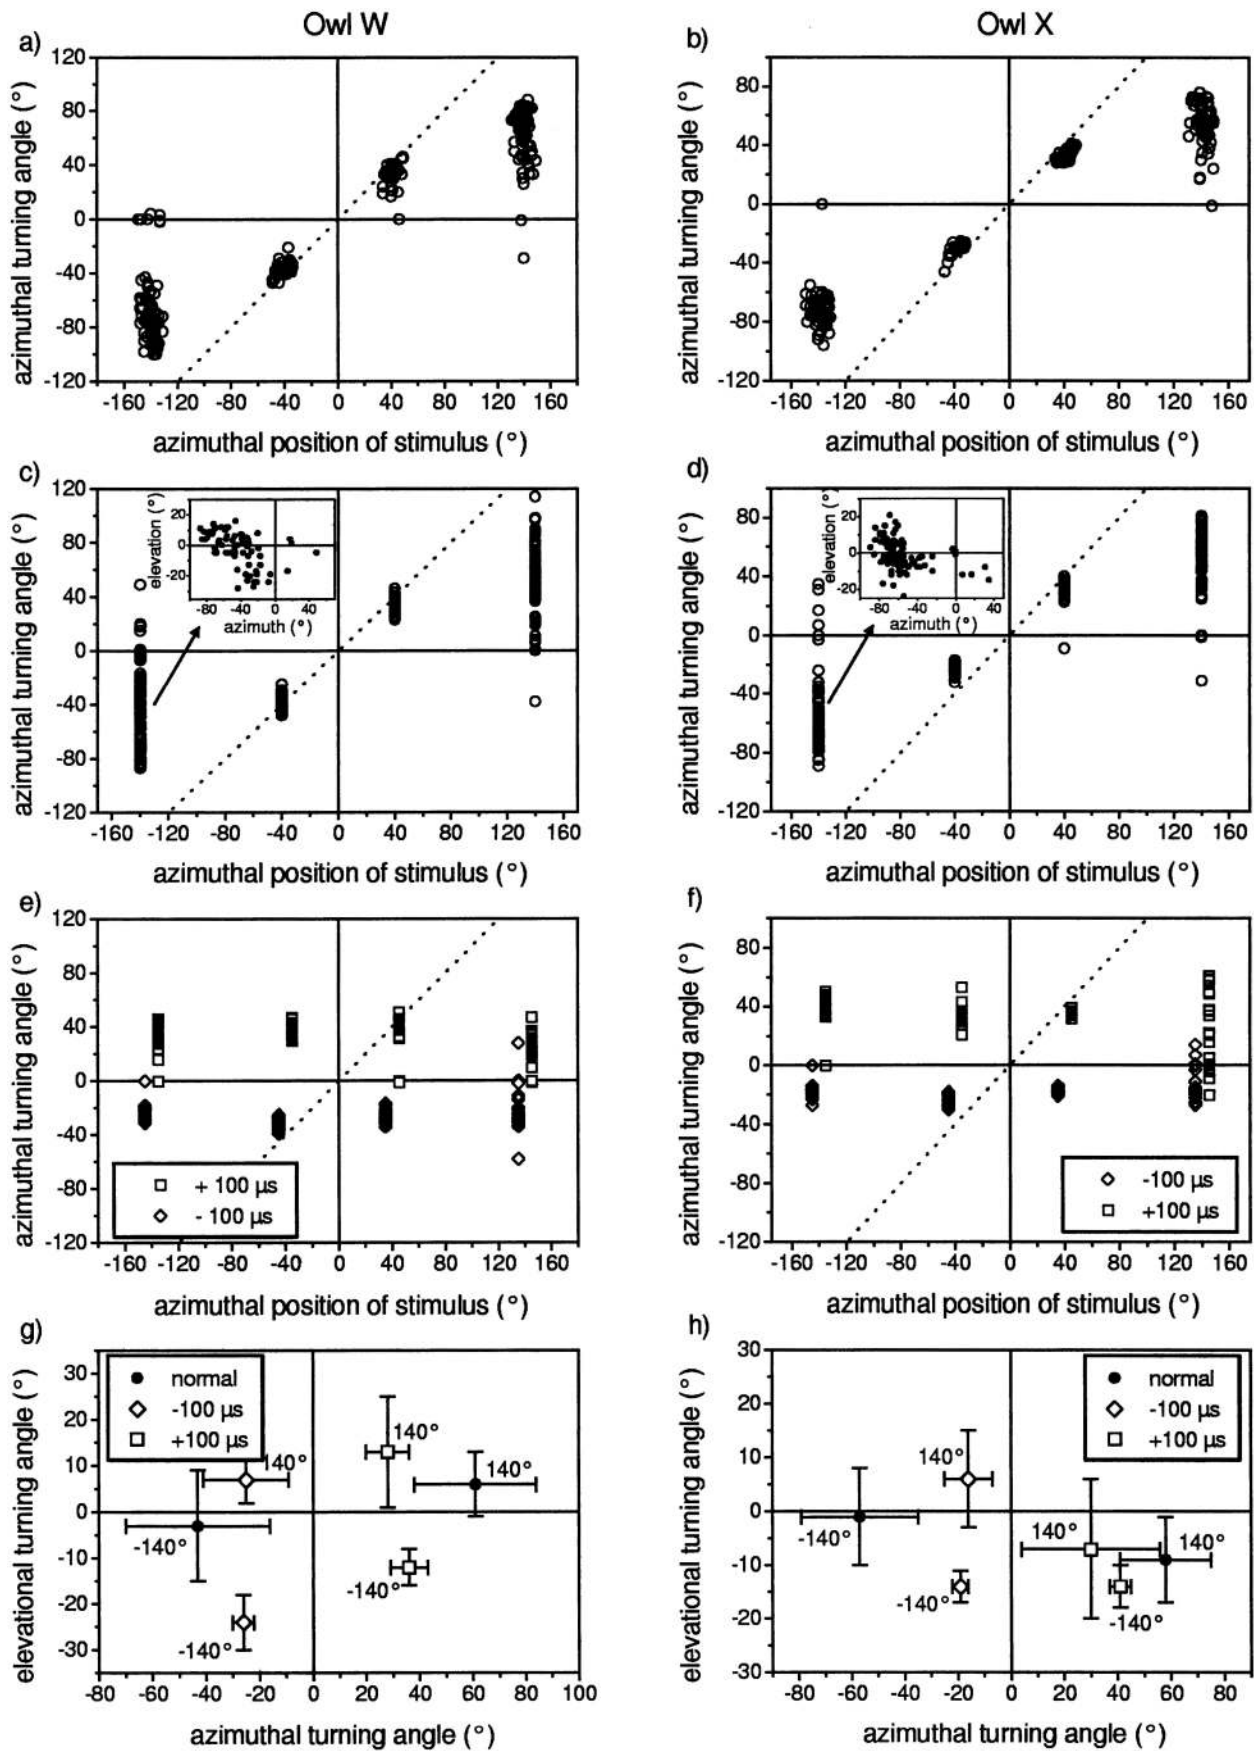 Owl W
Owl X
a)
b)
azimuthal turning angle (°)
120
80
40
0
-40
-80
-120
-160 -120 -80 -40 0 40 80 120 160
azimuthal position of stimulus (°)
azimuthal turning angle (°)
80
40
0
-40
-80
-120
-160 -120 -80 -40 0 40 80 120 160
azimuthal position of stimulus (°)
c)
d)
azimuthal turning angle (°)
120
80
40
0
-40
-80
-120
elevation (°)
20
0
-20
-80 -40 0 40
azimuth (°)
-160 -120 -80 -40 0 40 80 120 160
azimuthal position of stimulus (°)
azimuthal turning angle (°)
80
40
0
-40
-80
-120
elevation (°)
20
0
-20
-80 -40 0 40
azimuth (°)
-160 -120 -80 -40 0 40 80 120 160
azimuthal position of stimulus (°)
e)
f)
azimuthal turning angle (°)
120
80
40
0
-40
-80
-120
+ 100 µs
- 100 µs
-160 -120 -80 -40 0 40 80 120 160
azimuthal position of stimulus (°)
azimuthal turning angle (°)
80
40
0
-40
-80
-120
-100 µs
+100 µs
-160 -120 -80 -40 0 40 80 120 160
azimuthal position of stimulus (°)
g)
h)
elevational turning angle (°)
30
20
10
0
-10
-20
-30
normal
-100 µs
+100 µs
140°
140°
140°
-140°
-140°
-140°
-80 -60 -40 -20 0 20 40 60 80 100
azimuthal turning angle (°)
elevational turning angle (°)
30
20
10
0
-10
-20
-30
normal
-100 µs
+100 µs
140°
-140°
140°
140°
-140°
-140°
-80 -60 -40 -20 0 20 40 60 80
azimuthal turning angle (°)